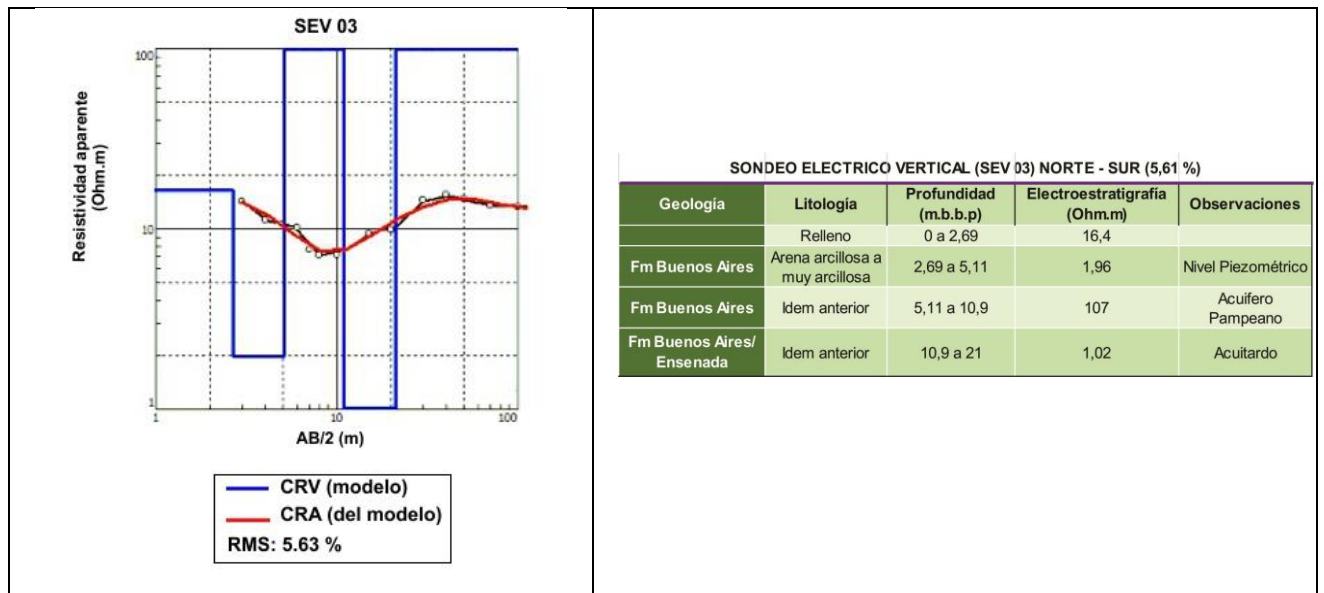 SEV 03
Resistividad aparente
(Ohm.m)
100
10
1
1
10
100
AB/2 (m)
CRV (modelo)
CRA (del modelo)
RMS: 5.63 %
SONDEO ELECTRICO VERTICAL (SEV 03) NORTE - SUR (5,61 %)
Geología Litología Profundidad (m.b.b.p) Electroestratigrafía (Ohm.m) Observaciones
Relleno 0 a 2,69 16,4
Fm Buenos Aires Arena arcillosa a muy arcillosa 2,69 a 5,11 1,96 Nivel Piezométrico
Fm Buenos Aires Idem anterior 5,11 a 10,9 107 Acuifero Pampeano
Fm Buenos Aires/ Ensenada Idem anterior 10,9 a 21 1,02 Acuitardo